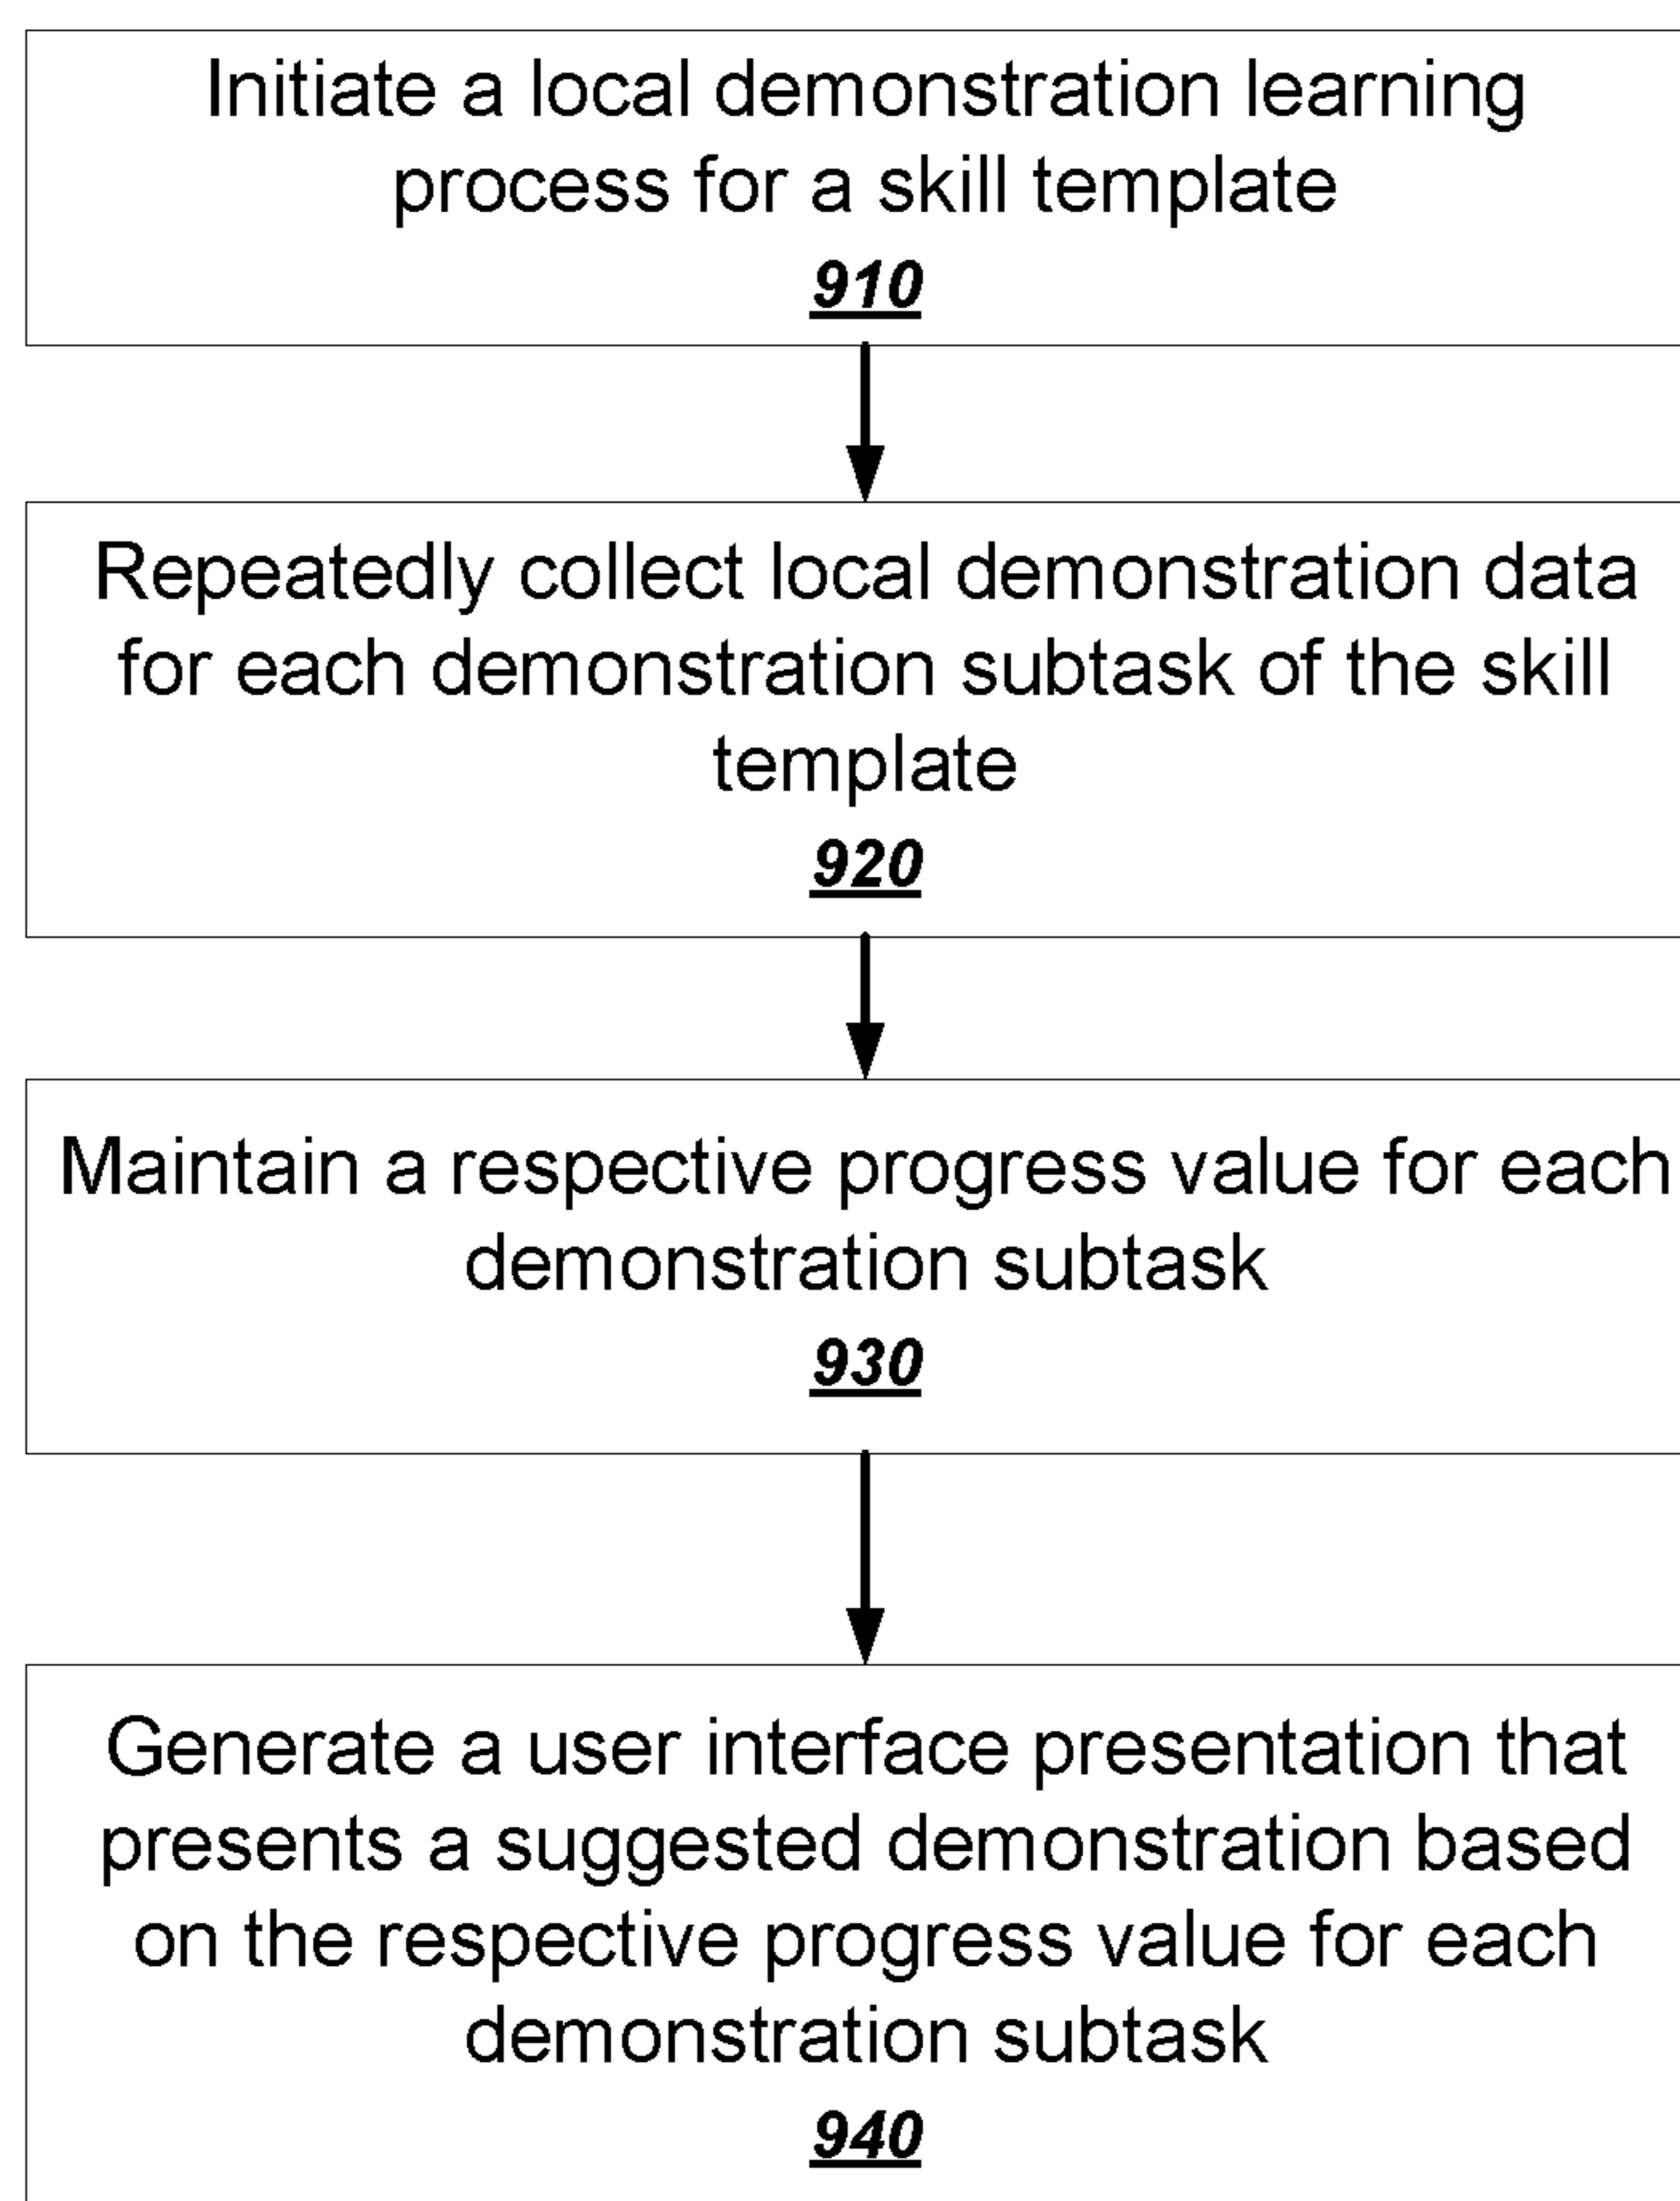 Initiate a local demonstration learning
process for a skill template
910
Repeatedly collect local demonstration data
for each demonstration subtask of the skill
template
920
Maintain a respective progress value for each
demonstration subtask
930
Generate a user interface presentation that
presents a suggested demonstration based
on the respective progress value for each
demonstration subtask
940